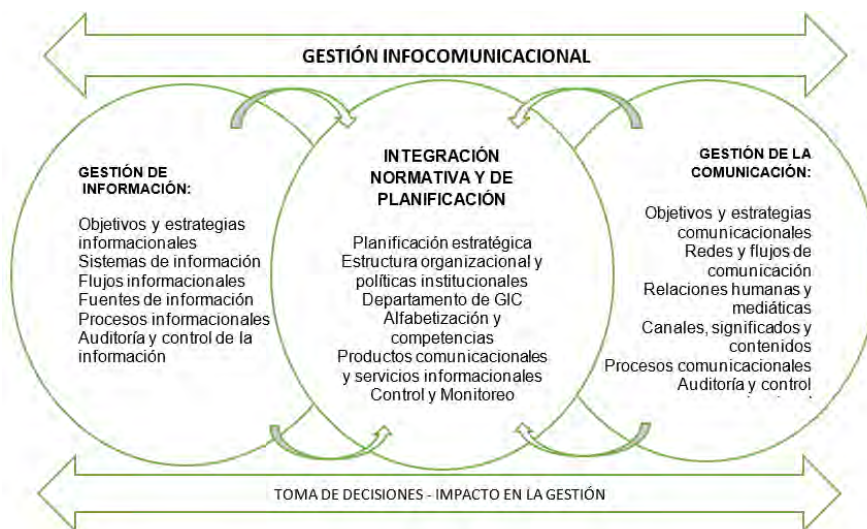 GESTIÓN INFOCOMUNICACIONAL
GESTIÓN DE
INFORMACIÓN:
Objetivos y estrategias
informacionales
Sistemas de información
Flujos informacionales
Fuentes de información
Procesos informacionales
Auditoría y control de la
información
INTEGRACIÓN
NORMATIVA Y DE
PLANIFICACIÓN
Planificación estratégica
Estructura organizacional y
políticas institucionales
Departamento de GIC
Alfabetización y
competencias
Productos comunicacionales
y servicios informacionales
Control y Monitoreo
GESTIÓN DE LA
COMUNICACIÓN:
Objetivos y estrategias
comunicacionales
Redes y flujos de
comunicación
Relaciones humanas y
mediáticas
Canales, significados y
contenidos
Procesos comunicacionales
Auditoría y control
TOMA DE DECISIONES - IMPACTO EN LA GESTIÓN